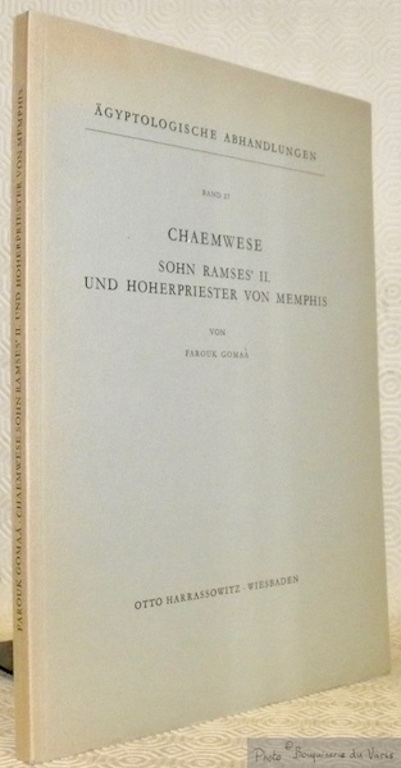 ÄGYPTOLOGISCHE ABHANDLUNGEN
BAND 27
CHAEMWESE
SOHN RAMSES' II.
UND HOHERPRIESTER VON MEMPHIS
VON
FAROUK GOMAÀ
OTTO HARRASSOWITZ · WIESBADEN
FAROUK GOMAÀ · CHAEMWESE SOHN RAMSES' II. UND HOHERPRIESTER VON MEMPHIS
Photo © Bouquinerie du Varis